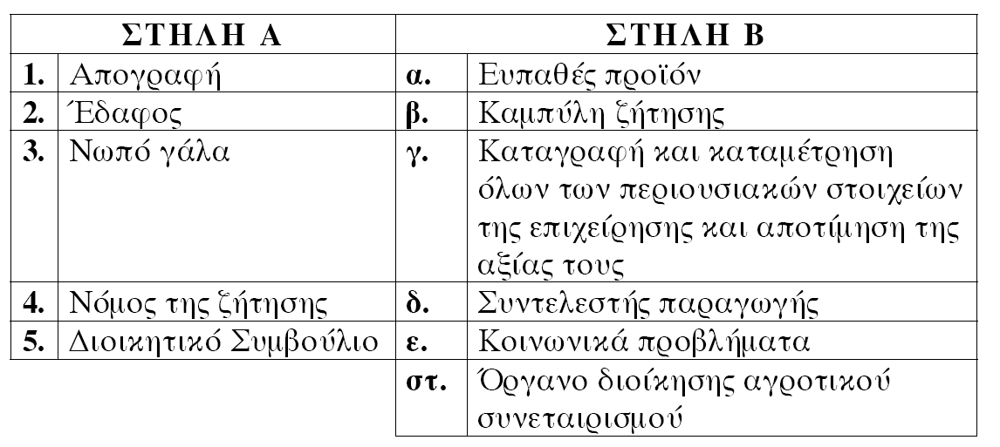 ΣΤΗΛΗ Α ΣΤΗΛΗ Β
1. Απογραφή α. Ευπαθές προϊόν
2. Έδαφος β. Καμπύλη ζήτησης
3. Νωπό γάλα γ. Καταγραφή και καταμέτρηση
όλων των περιουσιακών στοιχείων
της επιχείρησης και αποτίμηση της
αξίας τους
4. Νόμος της ζήτησης δ. Συντελεστής παραγωγής
5. Διοικητικό Συμβούλιο ε. Κοινωνικά προβλήματα
στ. Όργανο διοίκησης αγροτικού
συνεταιρισμού